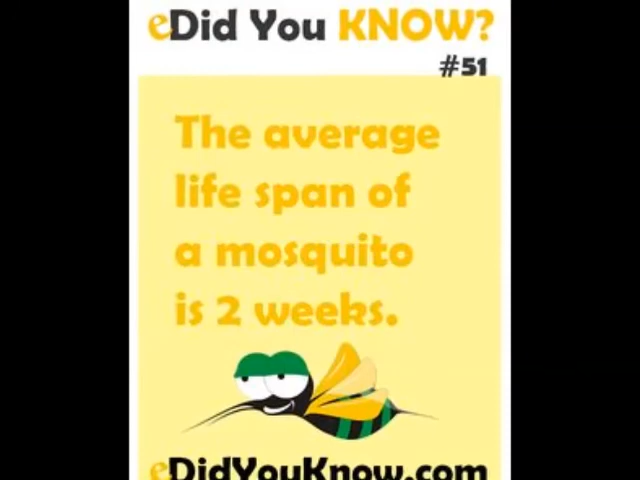 eDid You KNOW?
#51
The average
life span of
a mosquito
is 2 weeks.
eDidYouKnow.com